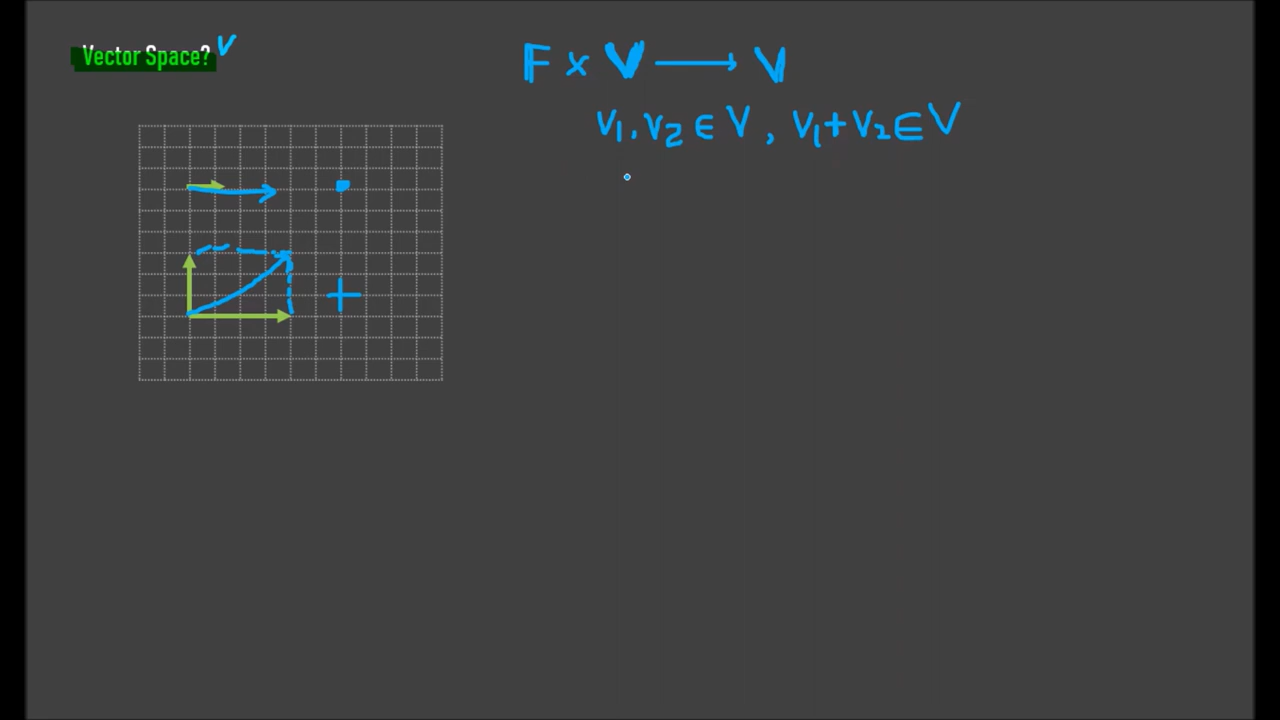 Vector Space? V
F × V ⟶ V
v₁, v₂ ∈ V, v₁ + v₂ ∈ V
·
+